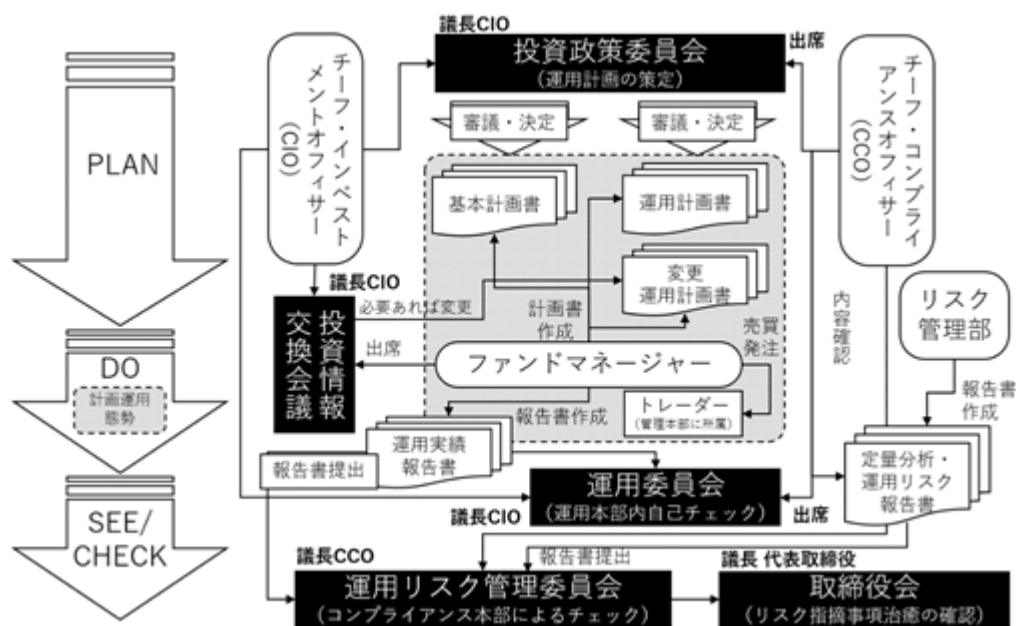 議長CIO
投資政策委員会
(運用計画の策定)
出席
チーフ・インベスト
メントオフィサー
(CIO)
チーフ・コンプライ
アンスオフィサー
(CCO)
PLAN
審議・決定
審議・決定
基本計画書
運用計画書
変更
運用計画書
議長CIO
必要あれば変更
投資情報
交換会議
出席
計画書
作成
売買
発注
内容確認
リスク
管理部
ファンドマネージャー
DO
計画運用
態勢
報告書作成
トレーダー
(管理本部に所属)
報告書
作成
運用実績
報告書
報告書提出
定量分析・
運用リスク
報告書
運用委員会
(運用本部内自己チェック)
議長CIO
出席
SEE/
CHECK
議長CCO
報告書提出
議長 代表取締役
運用リスク管理委員会
(コンプライアンス本部によるチェック)
取締役会
(リスク指摘事項治癒の確認)